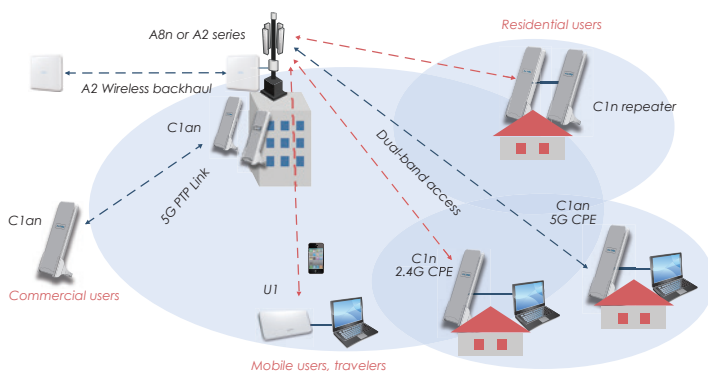 Residential users
A8n or A2 series
A2 Wireless backhaul
C1n repeater
C1an
Dual-band access
5G PTP Link
C1an
C1an
5G CPE
C1n
2.4G CPE
U1
Commercial users
Mobile users, travelers